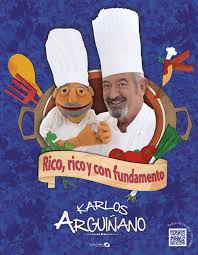 Rico, rico y con fundamento
KARLOS
ARGUIÑANO